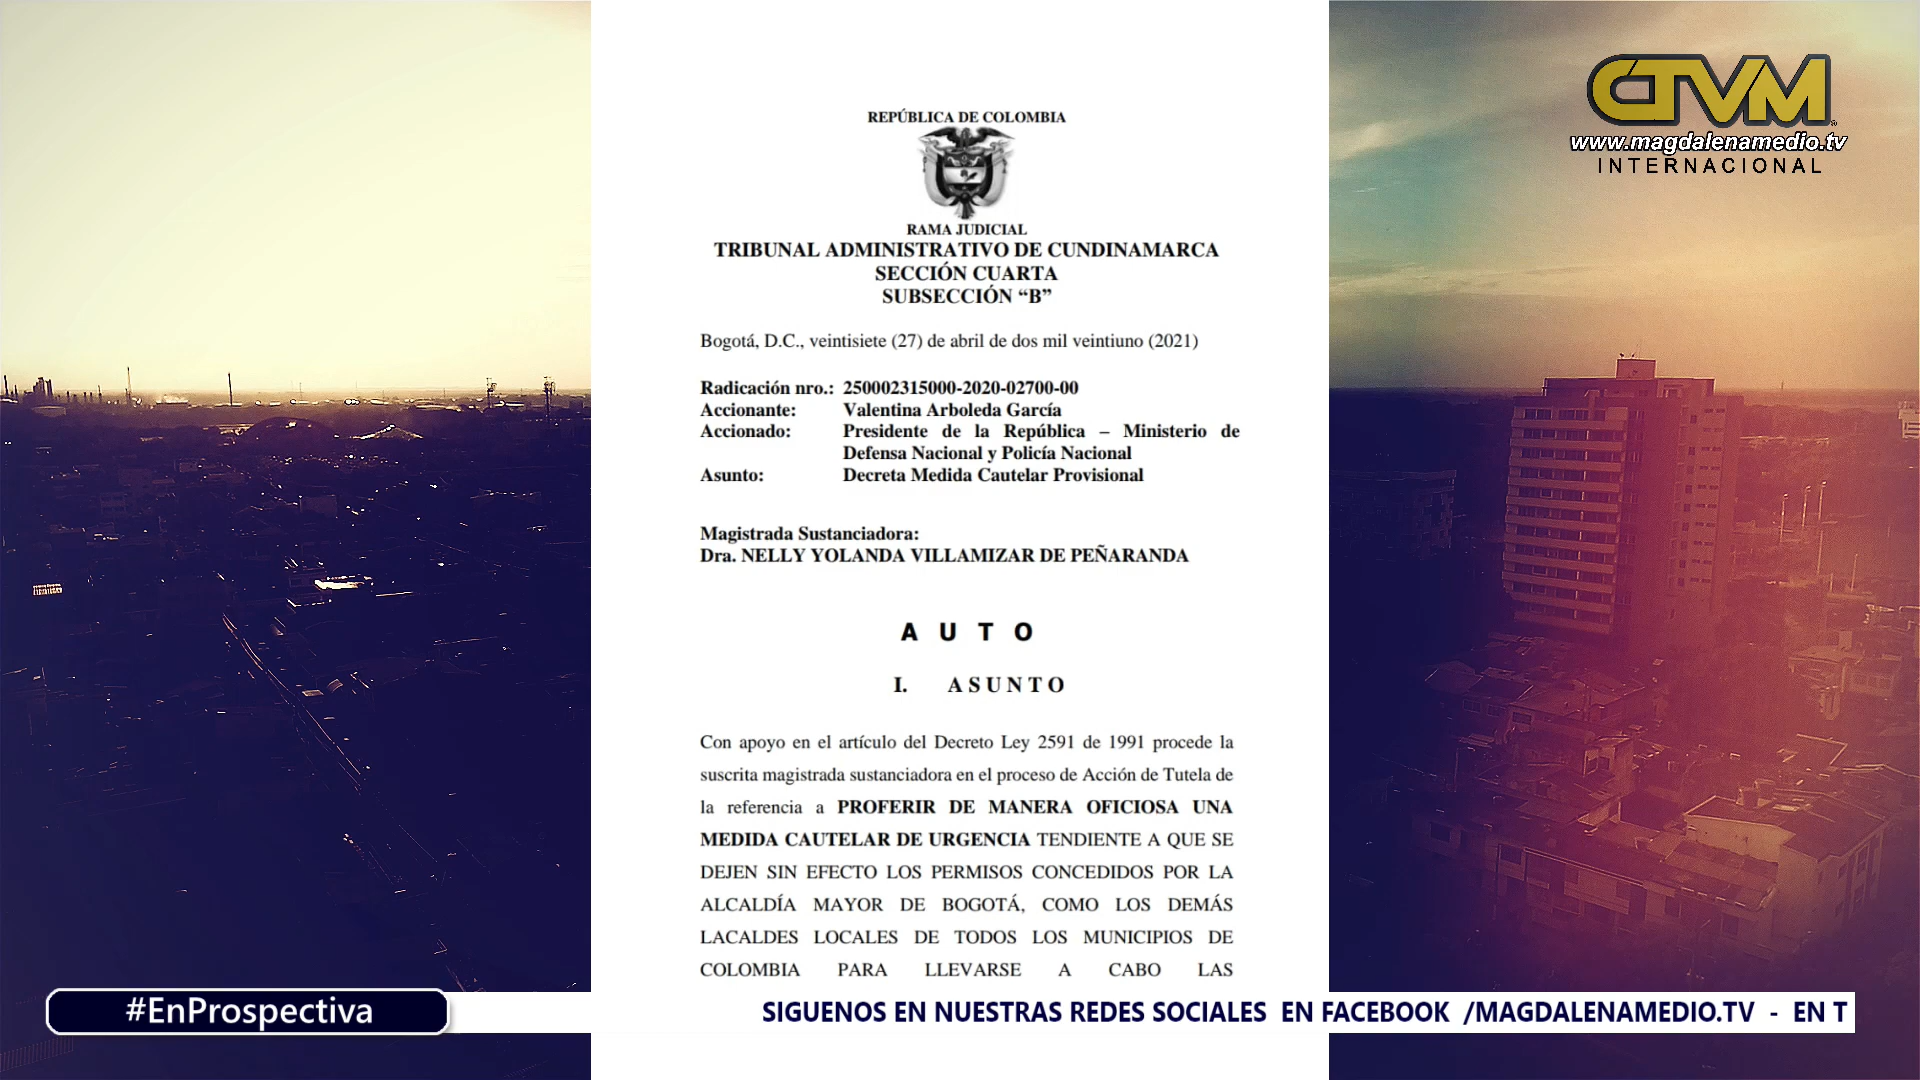 CTVM
www.magdalenamedio.tv
INTERNACIONAL
REPÚBLICA DE COLOMBIA
RAMA JUDICIAL
TRIBUNAL ADMINISTRATIVO DE CUNDINAMARCA
SECCIÓN CUARTA
SUBSECCIÓN “B”
Bogotá, D.C., veintisiete (27) de abril de dos mil veintiuno (2021)
Radicación nro.: 250002315000-2020-02700-00
Accionante: Valentina Arboleda García
Accionado: Presidente de la República – Ministerio de
Defensa Nacional y Policía Nacional
Asunto: Decreta Medida Cautelar Provisional
Magistrada Sustanciadora:
Dra. NELLY YOLANDA VILLAMIZAR DE PEÑARANDA
A U T O
I. A S U N T O
Con apoyo en el artículo del Decreto Ley 2591 de 1991 procede la
suscrita magistrada sustanciadora en el proceso de Acción de Tutela de
la referencia a PROFERIR DE MANERA OFICIOSA UNA
MEDIDA CAUTELAR DE URGENCIA TENDIENTE A QUE SE
DEJEN SIN EFECTO LOS PERMISOS CONCEDIDOS POR LA
ALCALDÍA MAYOR DE BOGOTÁ, COMO LOS DEMÁS
LACALDES LOCALES DE TODOS LOS MUNICIPIOS DE
COLOMBIA PARA LLEVARSE A CABO LAS
#EnProspectiva
SIGUENOS EN NUESTRAS REDES SOCIALES EN FACEBOOK /MAGDALENAMEDIO.TV - EN T